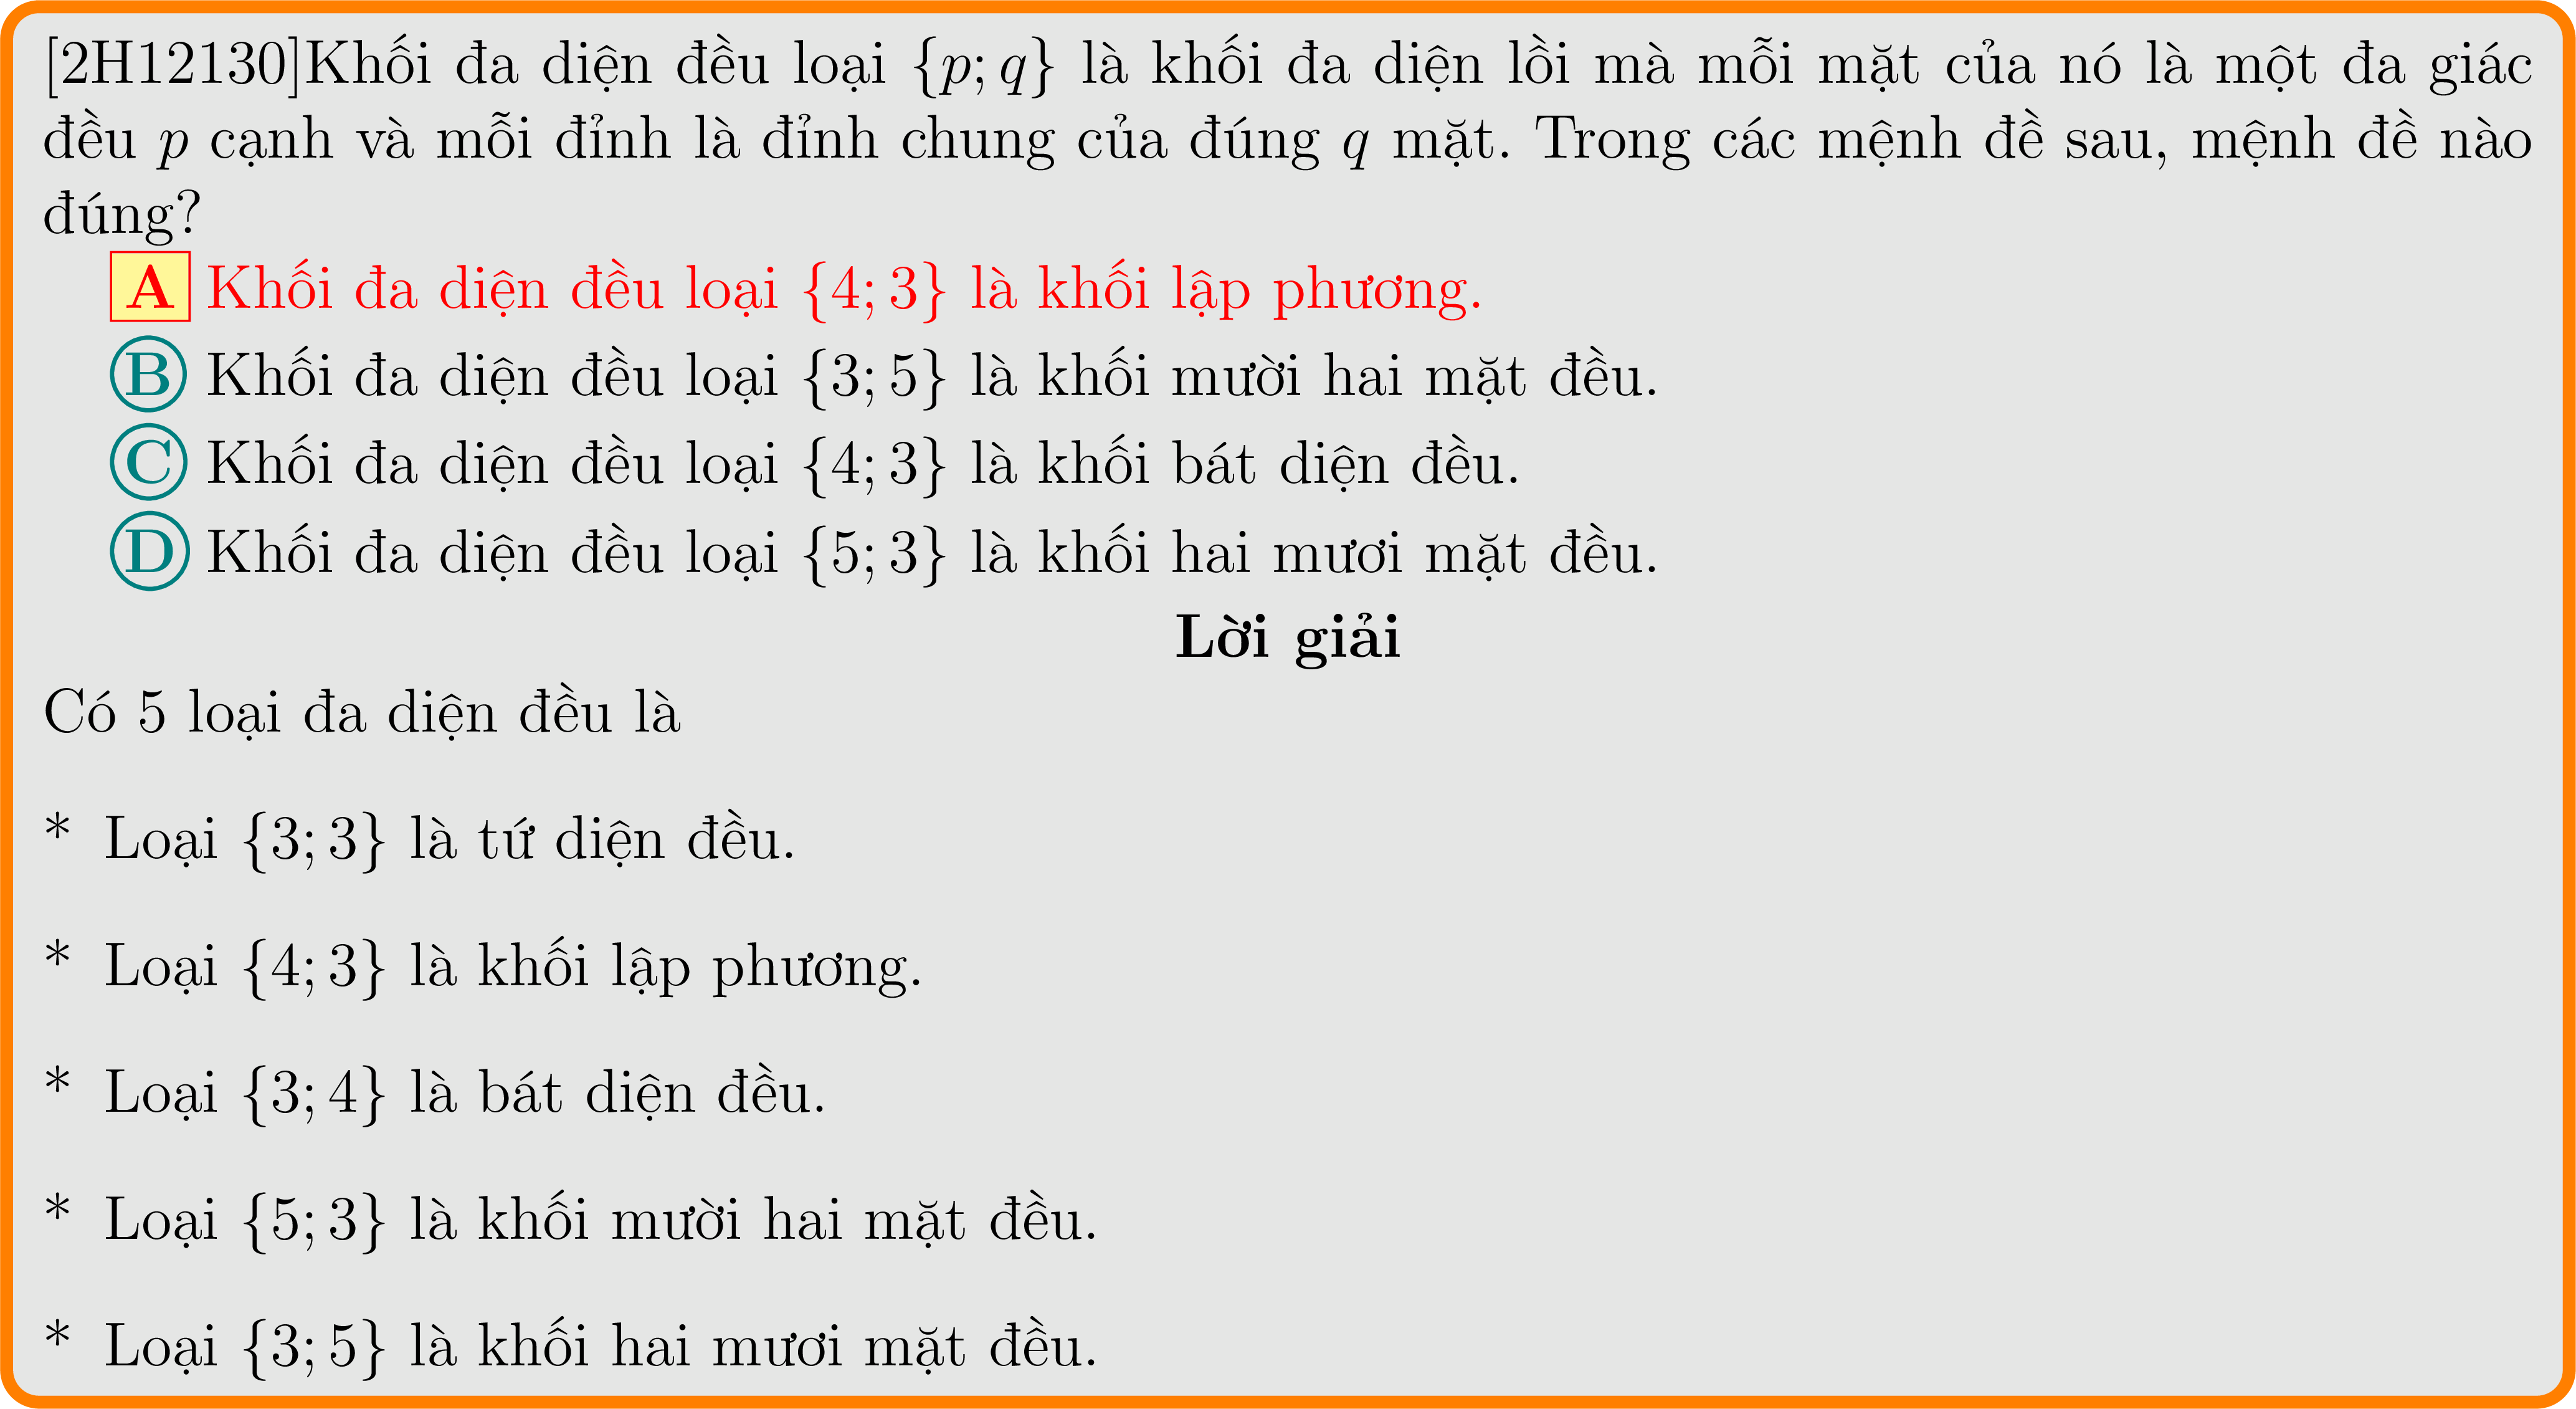 [2H12130]Khối đa diện đều loại {p; q} là khối đa diện lồi mà mỗi mặt của nó là một đa giác
đều p cạnh và mỗi đỉnh là đỉnh chung của đúng q mặt. Trong các mệnh đề sau, mệnh đề nào
đúng?
A Khối đa diện đều loại {4; 3} là khối lập phương.
B Khối đa diện đều loại {3; 5} là khối mười hai mặt đều.
C Khối đa diện đều loại {4; 3} là khối bát diện đều.
D Khối đa diện đều loại {5; 3} là khối hai mươi mặt đều.
Lời giải
Có 5 loại đa diện đều là
* Loại {3; 3} là tứ diện đều.
* Loại {4; 3} là khối lập phương.
* Loại {3; 4} là bát diện đều.
* Loại {5; 3} là khối mười hai mặt đều.
* Loại {3; 5} là khối hai mươi mặt đều.